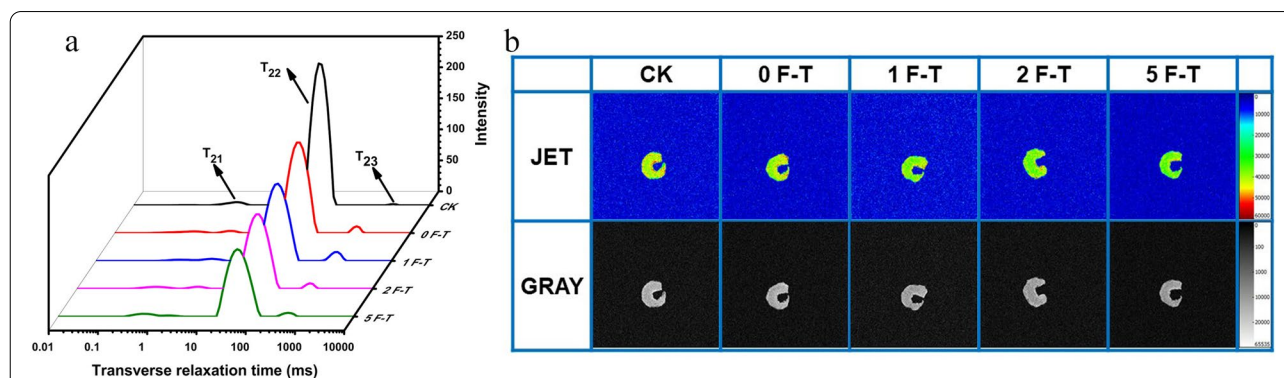 a
250
200
150
100
50
0
Intensity
T22
T21
T23
CK
0 F-T
1 F-T
2 F-T
5 F-T
0.01 0.1 1 10 100 1000 10000
Transverse relaxation time (ms)
b
CK 0 F-T 1 F-T 2 F-T 5 F-T
JET
0
10000
20000
30000
40000
50000
60000
GRAY
0
100
10000
20000
65535